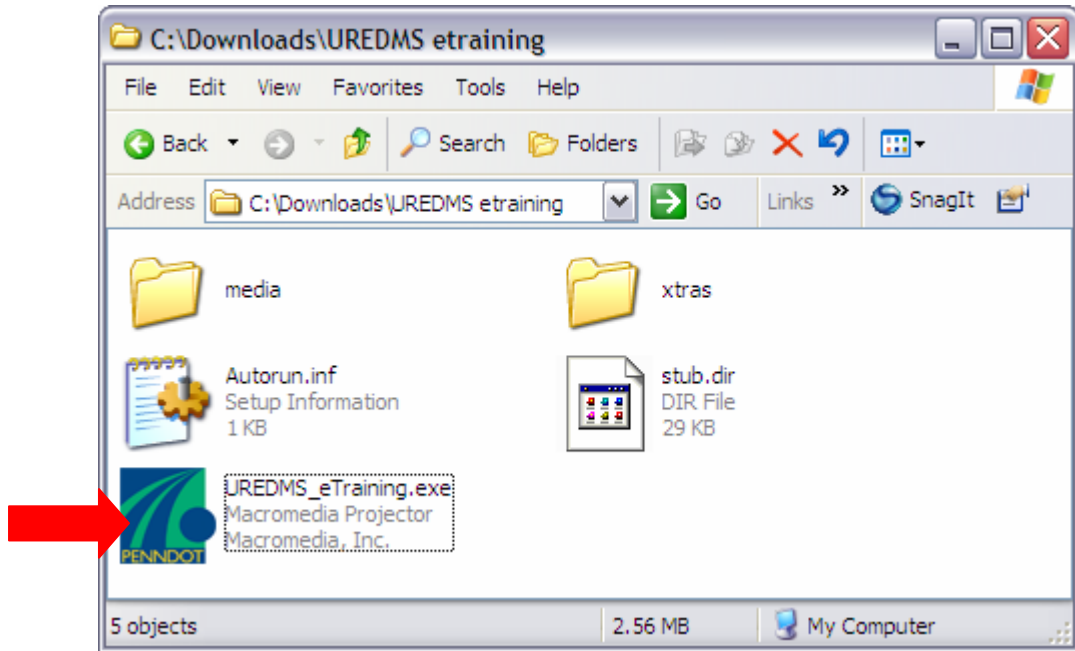 C:\Downloads\UREDMS etraining
File Edit View Favorites Tools Help
Back Search Folders
Address C:\Downloads\UREDMS etraining Go Links » SnagIt
media
xtras
Autorun.inf
Setup Information
1 KB
stub.dir
DIR File
29 KB
UREDMS_eTraining.exe
Macromedia Projector
Macromedia, Inc.
PENNDOT
5 objects 2.56 MB My Computer